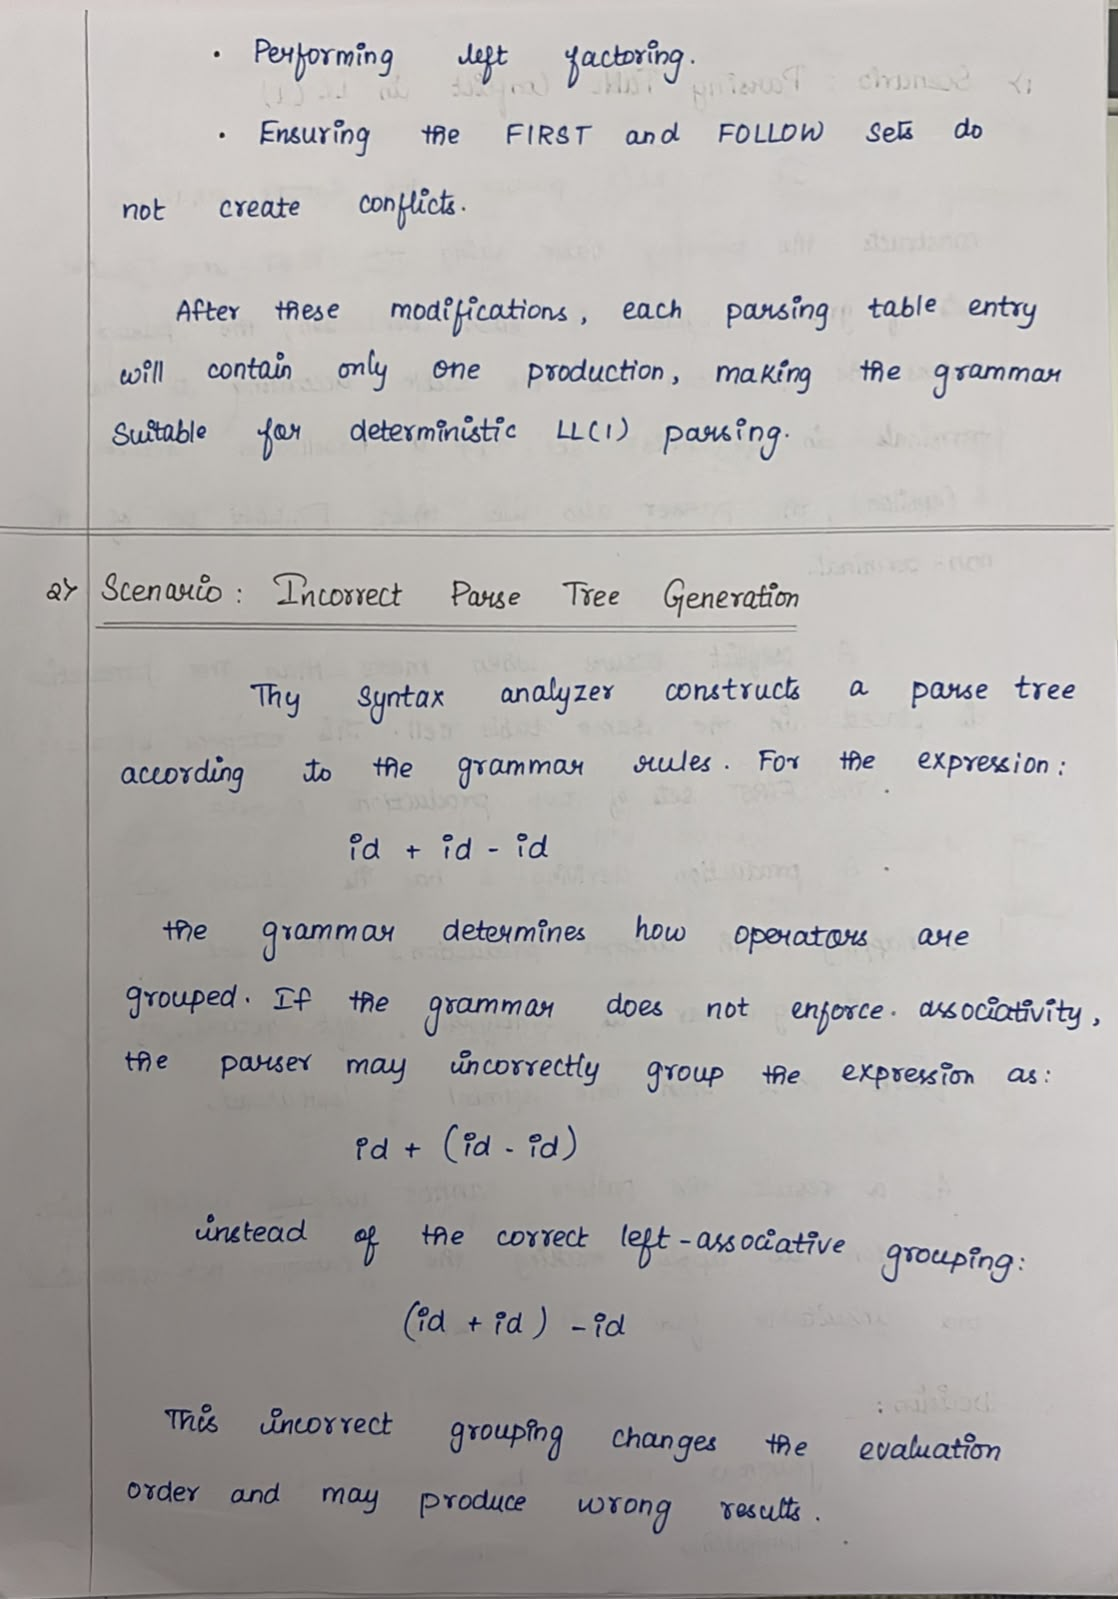 • Performing left factoring.
• Ensuring the FIRST and FOLLOW sets do
not create conflicts.
After these modifications, each parsing table entry
will contain only one production, making the grammar
Suitable for deterministic LL(1) parsing.
2) Scenario: Incorrect Parse Tree Generation
Thy syntax analyzer constructs a parse tree
according to the grammar rules. For the expression:
id + id - id
the grammar determines how operators are
grouped. If the grammar does not enforce. associativity,
the parser may incorrectly group the expression as:
id + (id - id)
instead of the correct left-associative grouping:
(id + id) - id
This incorrect grouping changes the evaluation
order and may produce wrong results.